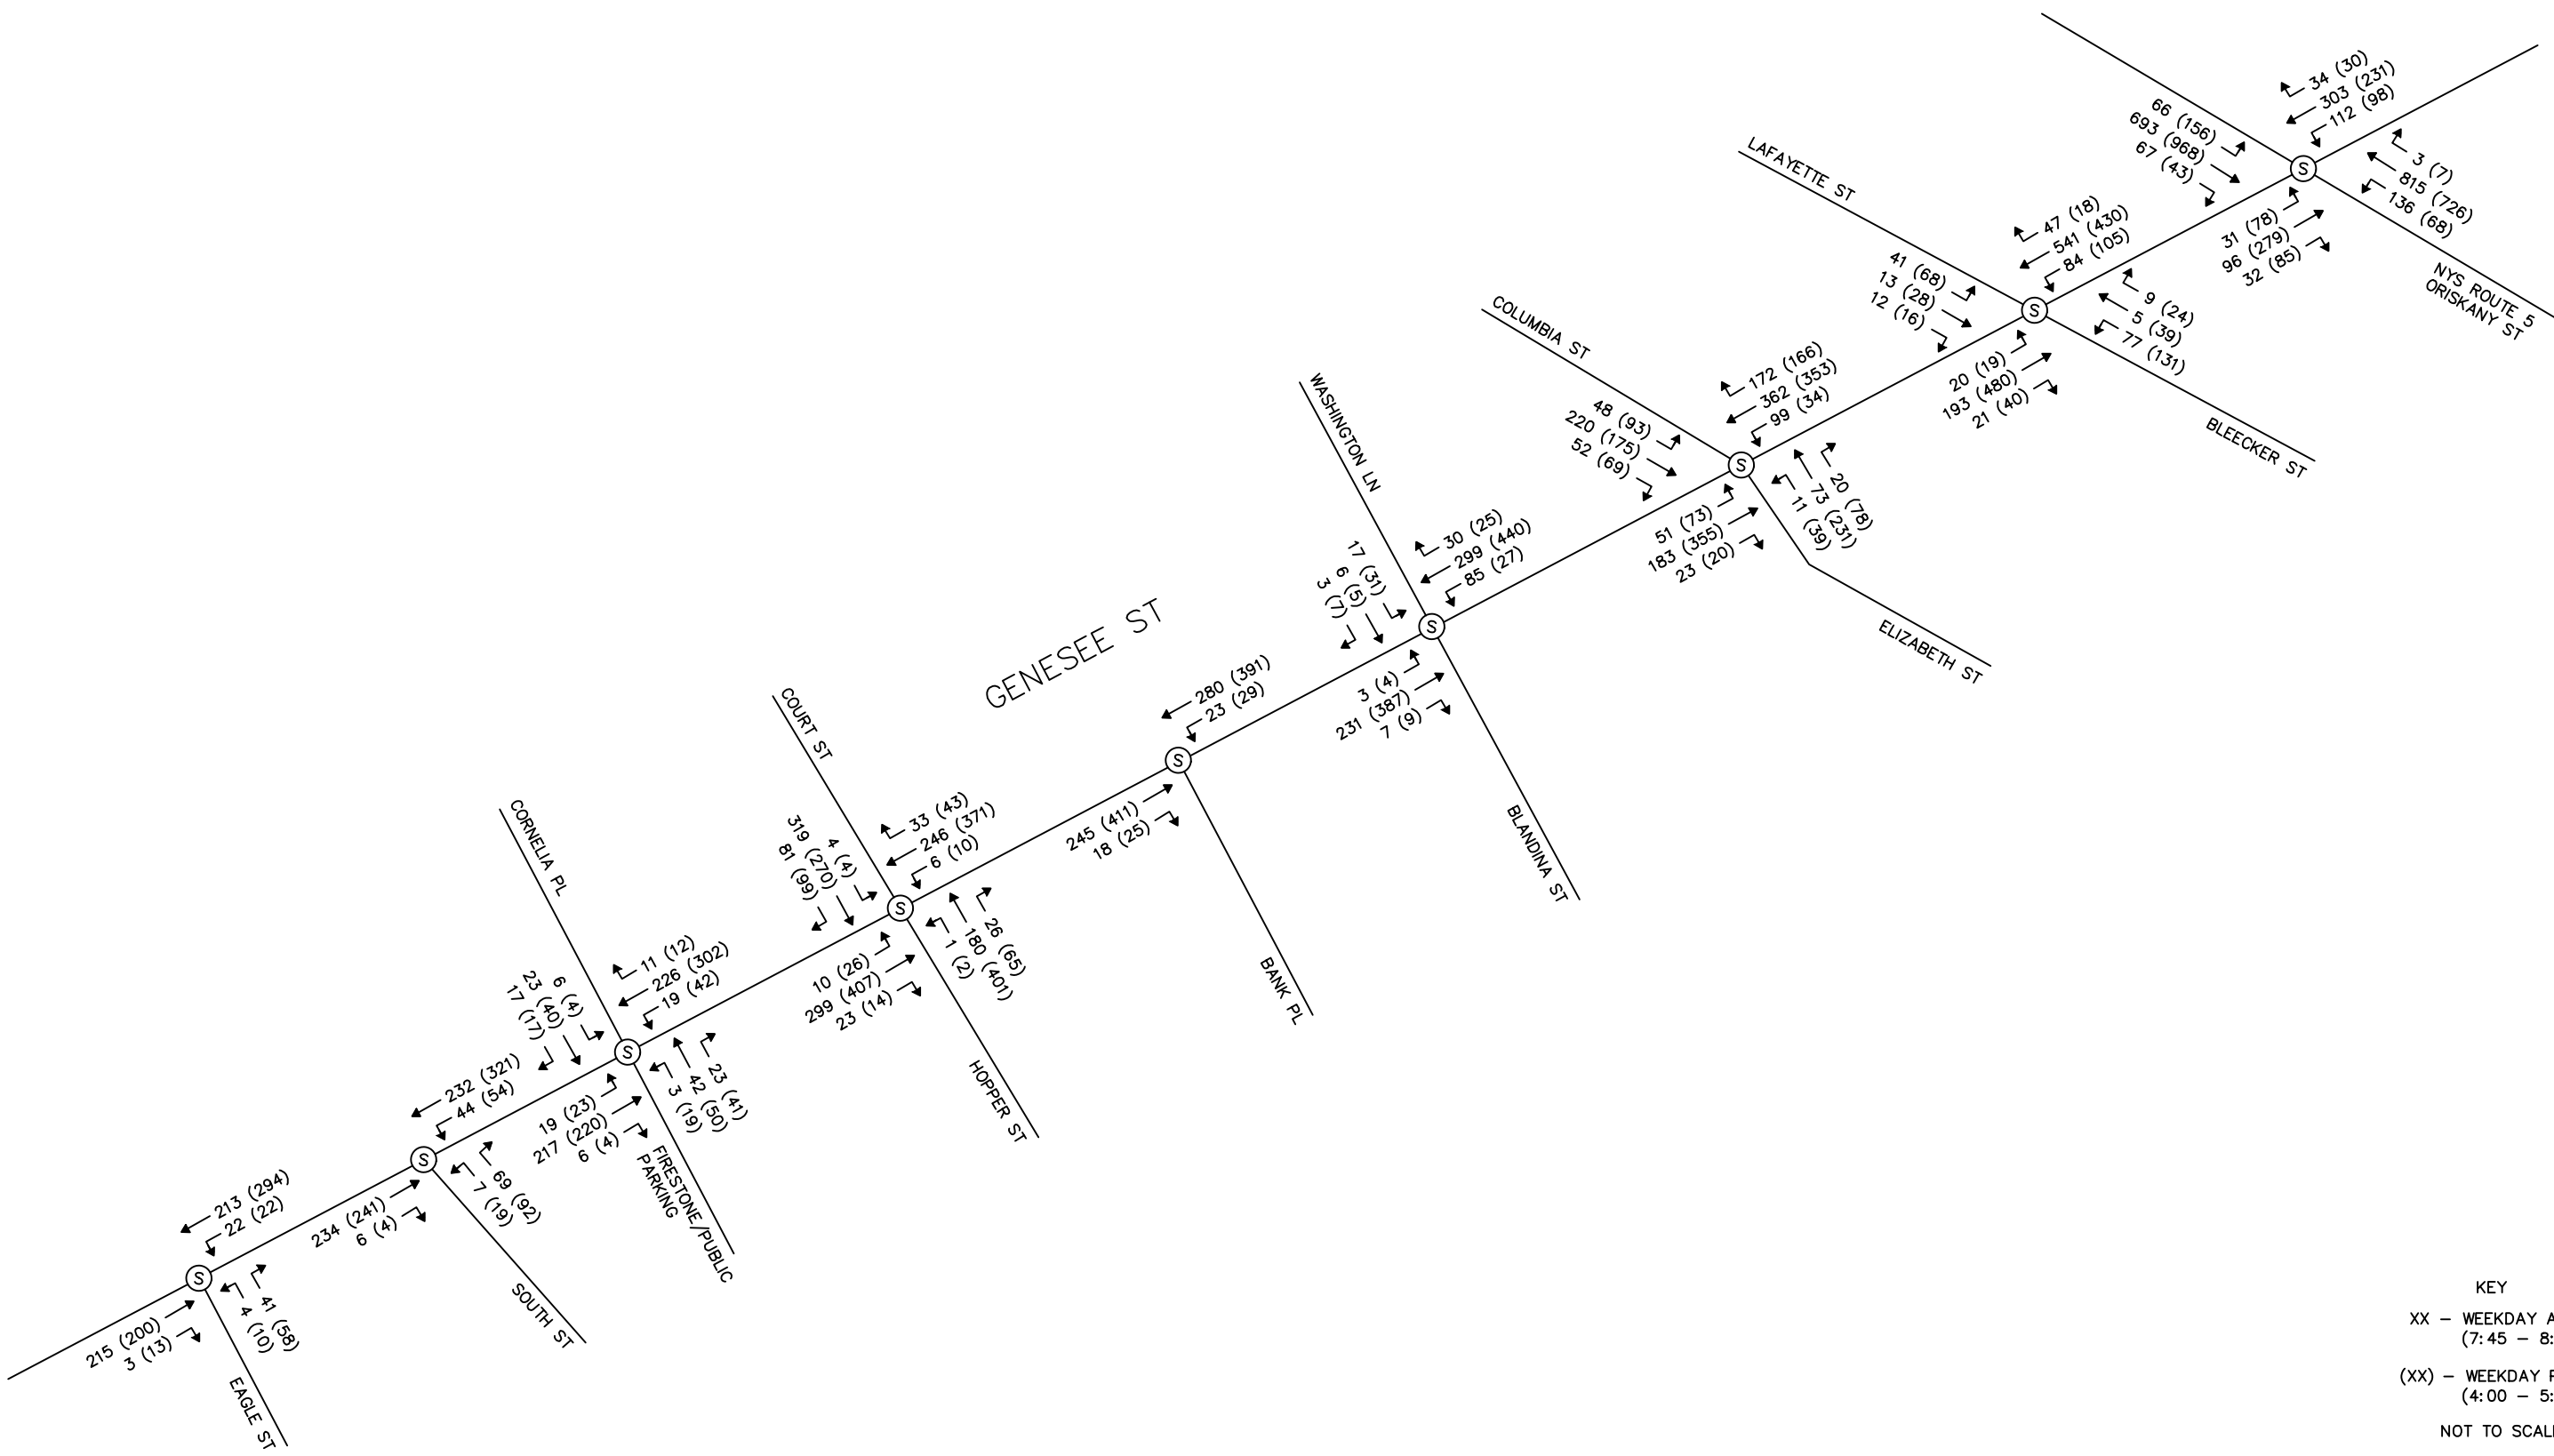 34 (30)
303 (231)
112 (98)
66 (156)
693 (968)
67 (43)
3 (7)
815 (726)
136 (68)
31 (78)
96 (279)
32 (85)
NYS ROUTE 5
ORISKANY ST
LAFAYETTE ST
47 (18)
541 (430)
84 (105)
41 (68)
13 (28)
12 (16)
9 (24)
5 (39)
77 (131)
20 (19)
193 (480)
21 (40)
BLEECKER ST
COLUMBIA ST
172 (166)
362 (353)
99 (34)
48 (93)
220 (175)
52 (69)
20 (78)
73 (231)
11 (39)
51 (73)
183 (355)
23 (20)
ELIZABETH ST
WASHINGTON LN
30 (25)
299 (440)
85 (27)
17 (31)
6 (5)
3 (7)
3 (4)
231 (387)
7 (9)
BLANDINA ST
GENESEE ST
280 (391)
23 (29)
245 (411)
18 (25)
BANK PL
COURT ST
33 (43)
246 (371)
6 (10)
4 (4)
319 (270)
81 (99)
26 (65)
180 (401)
1 (2)
10 (26)
299 (407)
23 (14)
HOPPER ST
CORNELIA PL
11 (12)
226 (302)
19 (42)
6 (4)
23 (40)
17 (17)
23 (41)
42 (50)
3 (19)
19 (23)
217 (220)
6 (4)
FIRESTONE/PUBLIC
PARKING
232 (321)
44 (54)
69 (92)
7 (19)
234 (241)
6 (4)
SOUTH ST
213 (294)
22 (22)
41 (58)
4 (10)
215 (200)
3 (13)
EAGLE ST
S
S
S
S
S
S
S
S
S
KEY
XX – WEEKDAY
(7:45 – 8:
(XX) – WEEKDAY
(4:00 – 5:
NOT TO